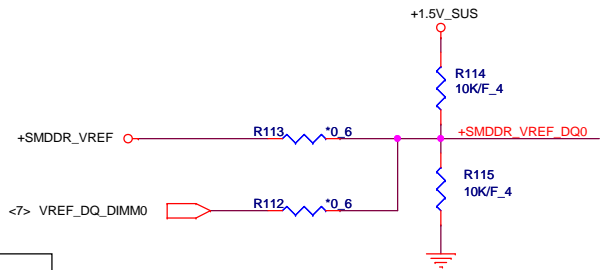 +1.5V_SUS
R114
10K/F_4
+SMDDR_VREF
R113
*0_6
+SMDDR_VREF_DQ0
R115
10K/F_4
<7> VREF_DQ_DIMM0
R112
*0_6